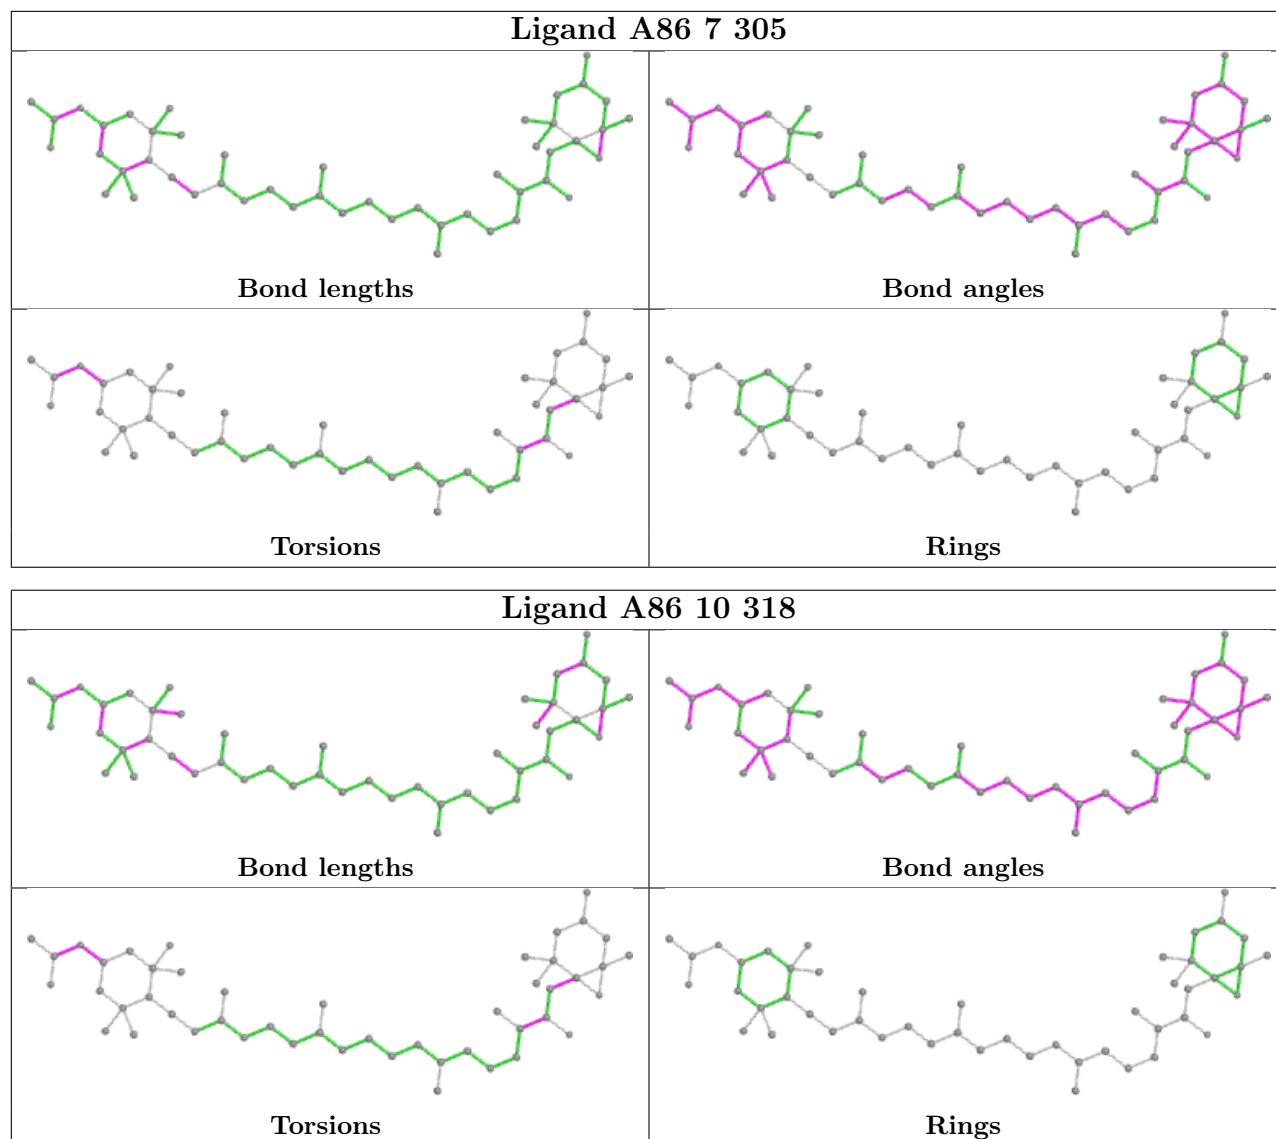 Ligand A86 7 305
Bond lengths
Bond angles
Torsions
Rings
Ligand A86 10 318
Bond lengths
Bond angles
Torsions
Rings